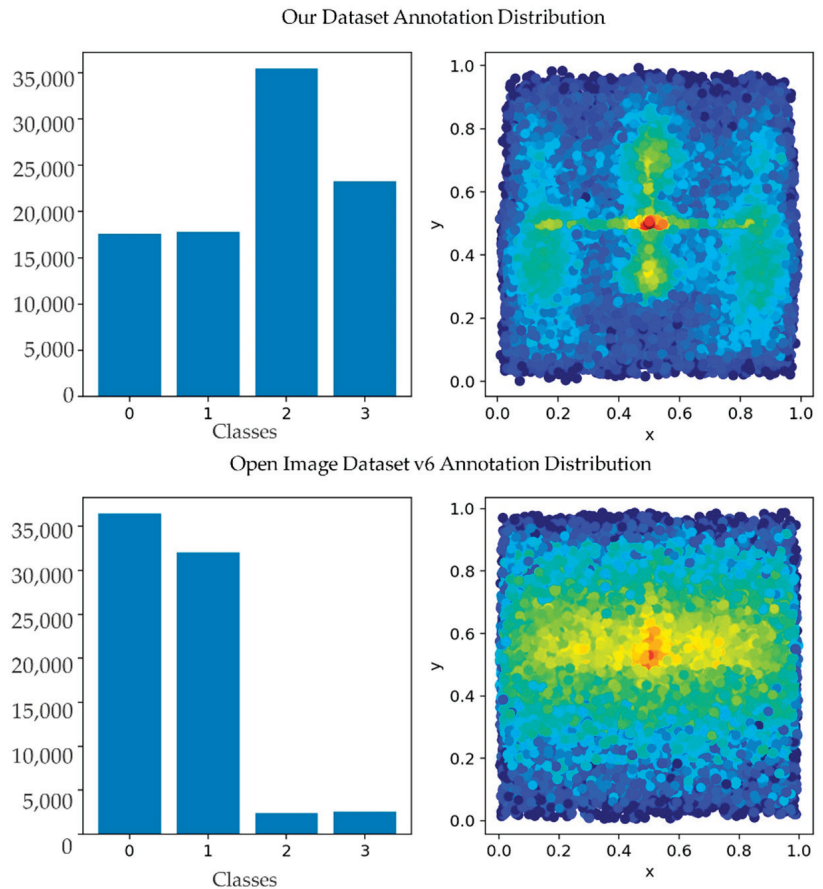 Our Dataset Annotation Distribution
35,000
30,000
25,000
20,000
15,000
10,000
5,000
0
0 1 2 3
Classes
1.0
0.8
0.6
0.4
0.2
0.0
y
0.0 0.2 0.4 0.6 0.8 1.0
x
Open Image Dataset v6 Annotation Distribution
35,000
30,000
25,000
20,000
15,000
10,000
5,000
0
0 1 2 3
Classes
1.0
0.8
0.6
0.4
0.2
0.0
y
0.0 0.2 0.4 0.6 0.8 1.0
x